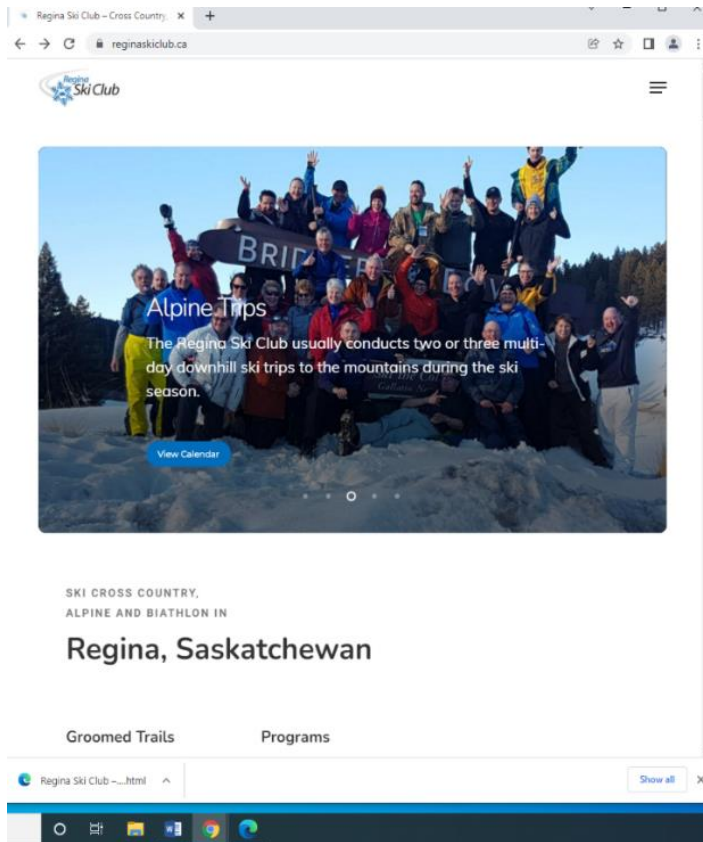 Regina Ski Club – Cross Country,
reginaskiclub.ca
Regina
Ski Club
BRID
Alpine Trips
The Regina Ski Club usually conducts two or three multi-
day downhill ski trips to the mountains during the ski
season.
View Calendar
SKI CROSS COUNTRY,
ALPINE AND BIATHLON IN
Regina, Saskatchewan
Groomed Trails Programs
Regina Ski Club –....html
Show all